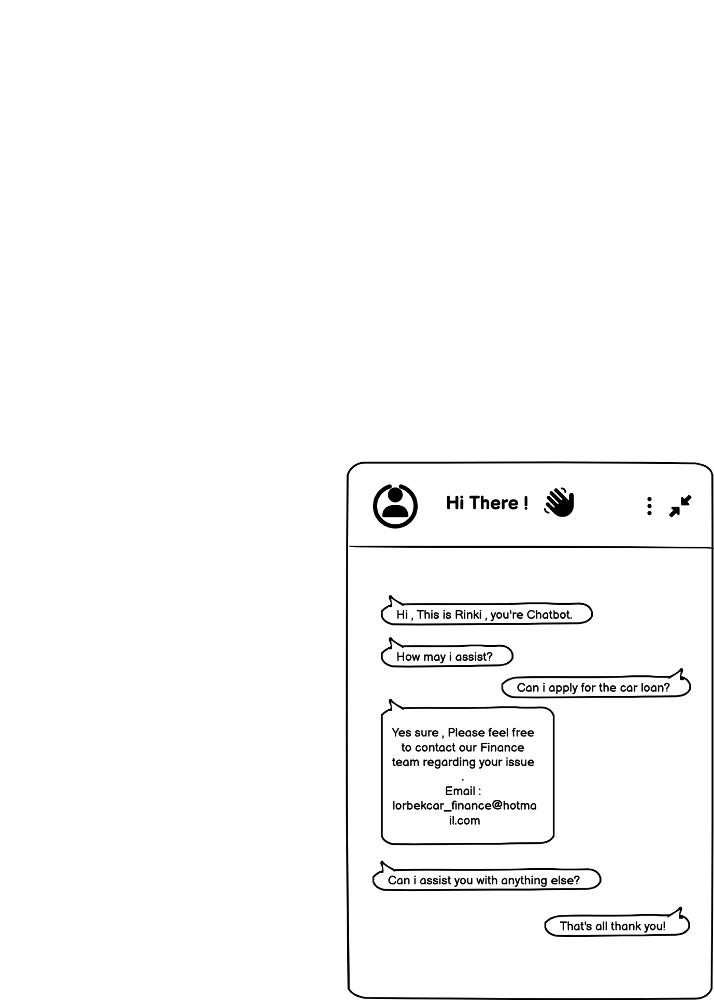 Hi There !
Hi , This is Rinki , you're Chatbot.
How may i assist?
Can i apply for the car loan?
Yes sure , Please feel free
to contact our Finance
team regarding your issue
.
Email :
lorbekcar_finance@hotma
il.com
Can i assist you with anything else?
That's all thank you!